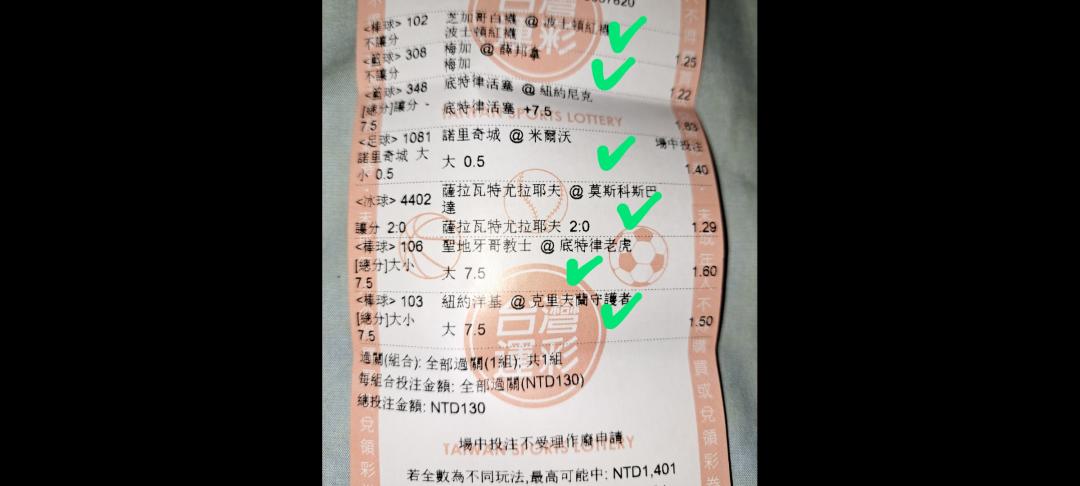 <棒球> 102 芝加哥白襪 @ 波士頓紅襪
不讓分 波士頓紅襪 1.25
<籃球> 308 梅加 @ 薛邦拿
不讓分 梅加 1.22
<籃球> 348 底特律活塞 @ 紐約尼克
[總分]讓分、 底特律活塞 +7.5
7.5 1.63
TAIWAN SPORTS LOTTERY
<足球> 1081 諾里奇城 @ 米爾沃 場中投注
諾里奇城 大 大 0.5 1.40
小 0.5
<冰球> 4402 薩拉瓦特尤拉耶夫 @ 莫斯科斯巴
達
讓分 2:0 薩拉瓦特尤拉耶夫 2:0 1.29
<棒球> 106 聖地牙哥教士 @ 底特律老虎
[總分]大小 大 7.5 1.60
7.5
<棒球> 103 紐約洋基 @ 克里夫蘭守護者
[總分]大小 大 7.5 1.50
7.5
台灣運彩
過關(組合): 全部過關(1組); 共1組
每組合投注金額: 全部過關(NTD130)
總投注金額: NTD130
場中投注不受理作廢申請
TAIWAN SPORTS LOTTERY
若全數為不同玩法,最高可能中: NTD1,401